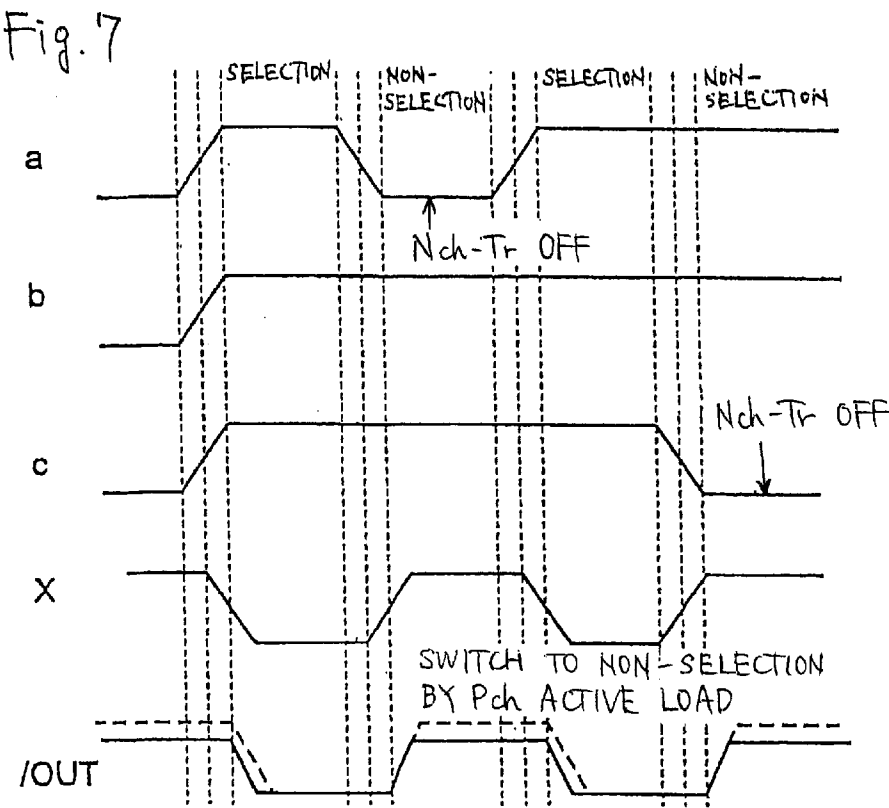 Fig. 7
SELECTION
NON-
SELECTION
SELECTION
NON-
SELECTION
a
Nch-Tr OFF
b
Nch-Tr OFF
c
X
SWITCH TO NON-SELECTION
BY Pch ACTIVE LOAD
/OUT